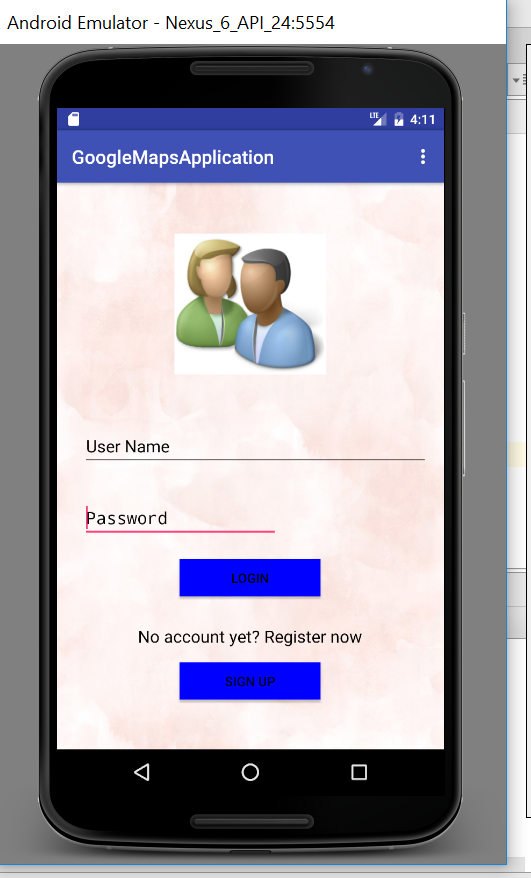 Android Emulator - Nexus_6_API_24:5554
LTE 4:11
GoogleMapsApplication
User Name
Password
LOGIN
No account yet? Register now
SIGN UP